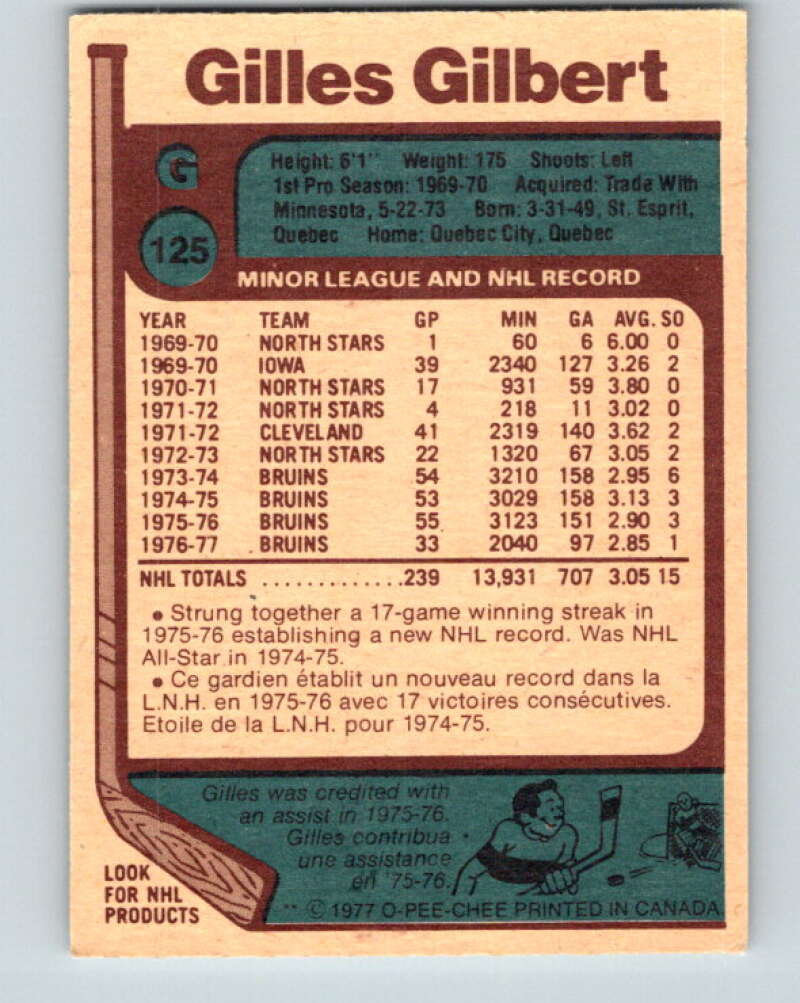 Gilles Gilbert
G
125
Height: 6'1" Weight: 175 Shoots: Left
1st Pro Season: 1969-70 Acquired: Trade With
Minnesota, 5-22-73 Born: 3-31-49, St. Esprit,
Quebec Home: Quebec City, Quebec
MINOR LEAGUE AND NHL RECORD
YEAR TEAM GP MIN GA AVG. SO
1969-70 NORTH STARS 1 60 6 6.00 0
1969-70 IOWA 39 2340 127 3.26 2
1970-71 NORTH STARS 17 931 59 3.80 0
1971-72 NORTH STARS 4 218 11 3.02 0
1971-72 CLEVELAND 41 2319 140 3.62 2
1972-73 NORTH STARS 22 1320 67 3.05 2
1973-74 BRUINS 54 3210 158 2.95 6
1974-75 BRUINS 53 3029 158 3.13 3
1975-76 BRUINS 55 3123 151 2.90 3
1976-77 BRUINS 33 2040 97 2.85 1
NHL TOTALS .............239 13,931 707 3.05 15
• Strung together a 17-game winning streak in
1975-76 establishing a new NHL record. Was NHL
All-Star in 1974-75.
• Ce gardien établit un nouveau record dans la
L.N.H. en 1975-76 avec 17 victoires consécutives.
Etoile de la L.N.H. pour 1974-75.
Gilles was credited with
an assist in 1975-76.
Gilles contribua
une assistance
en '75-76.
LOOK
FOR NHL
PRODUCTS
** © 1977 O-PEE-CHEE PRINTED IN CANADA